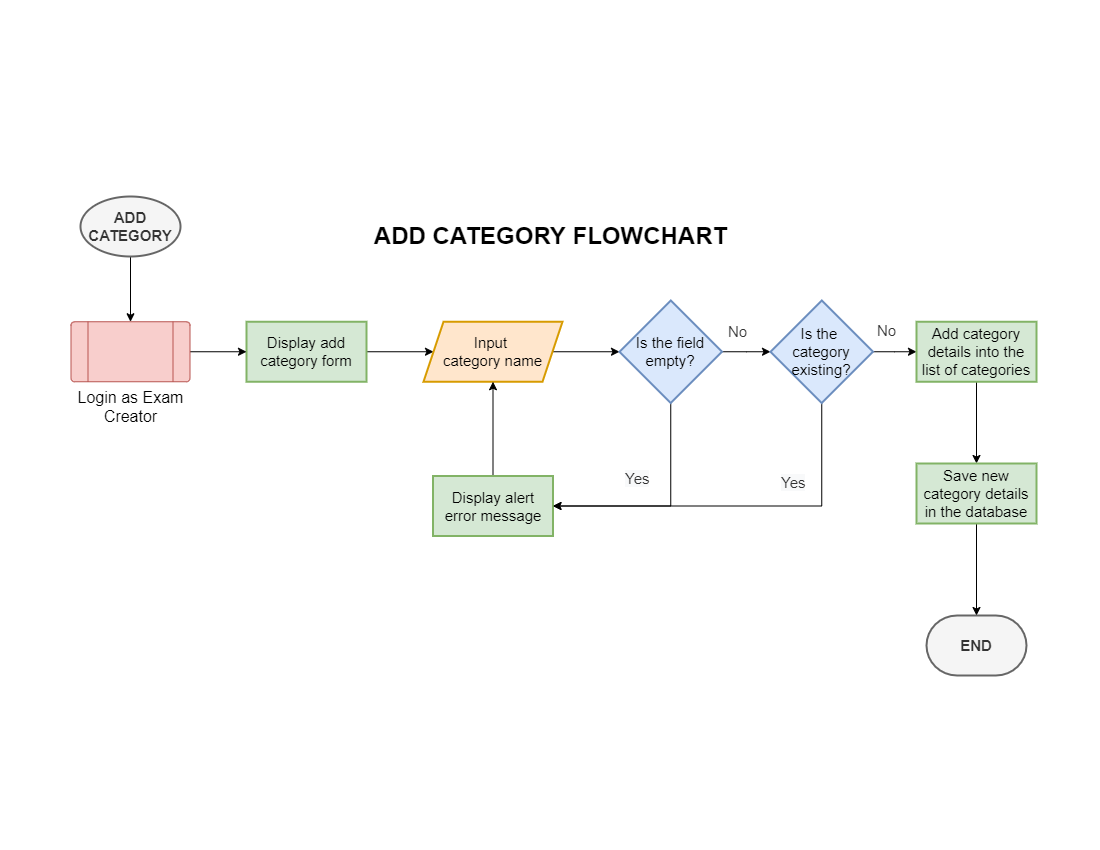 ADD
CATEGORY
ADD CATEGORY FLOWCHART
Login as Exam
Creator
Display add
category form
Input
category name
Is the field
empty?
No
Is the
category
existing?
No
Add category
details into the
list of categories
Yes
Yes
Display alert
error message
Save new
category details
in the database
END